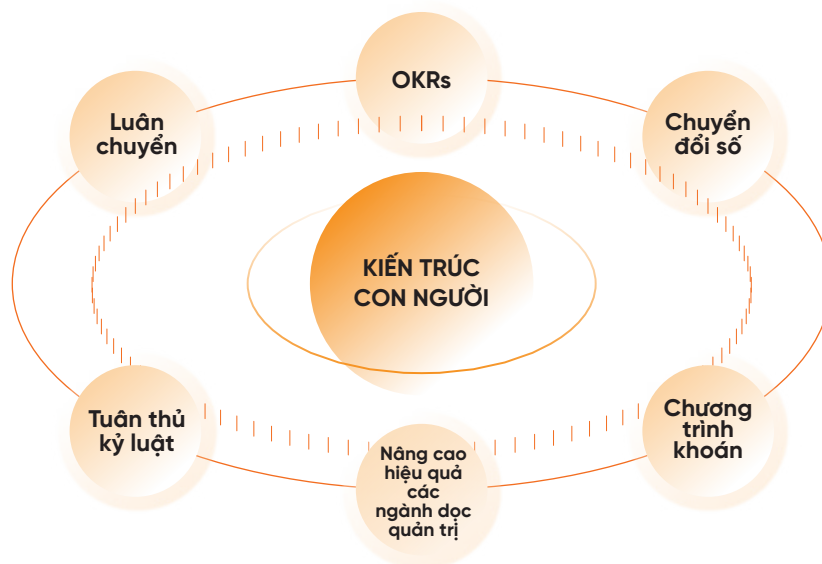 OKRs
Luân
chuyển
Chuyển
đổi số
KIẾN TRÚC
CON NGƯỜI
Tuân thủ
kỷ luật
Chương
trình
khoán
Nâng cao
hiệu quả
các
ngành dọc
quản trị